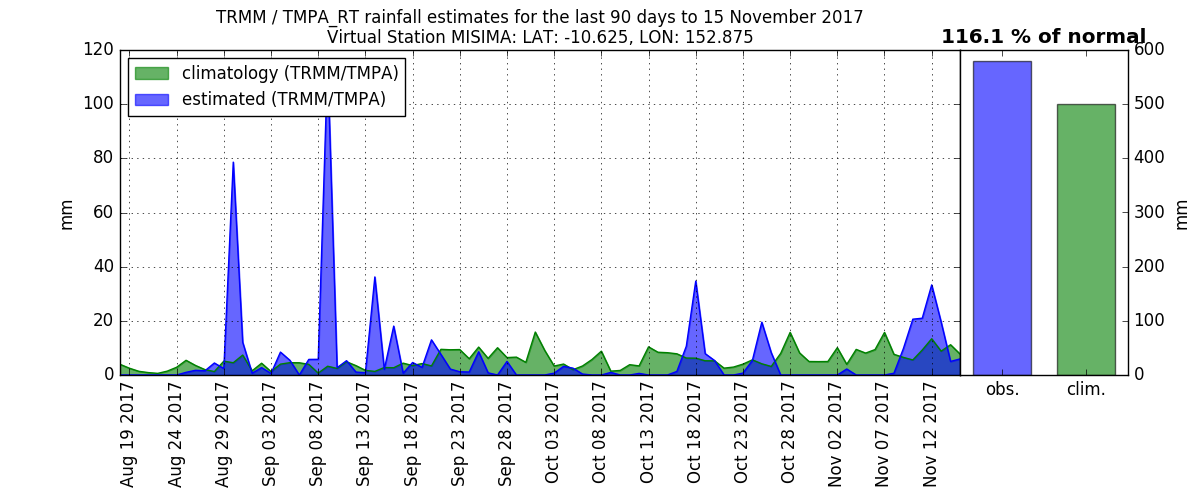 TRMM / TMPA_RT rainfall estimates for the last 90 days to 15 November 2017
Virtual Station MISIMA: LAT: -10.625, LON: 152.875
116.1 % of normal
climatology (TRMM/TMPA)
estimated (TRMM/TMPA)
120
100
80
60
40
20
0
mm
Aug 19 2017
Aug 24 2017
Aug 29 2017
Sep 03 2017
Sep 08 2017
Sep 13 2017
Sep 18 2017
Sep 23 2017
Sep 28 2017
Oct 03 2017
Oct 08 2017
Oct 13 2017
Oct 18 2017
Oct 23 2017
Oct 28 2017
Nov 02 2017
Nov 07 2017
Nov 12 2017
obs.
clim.
600
500
400
300
200
100
0
mm